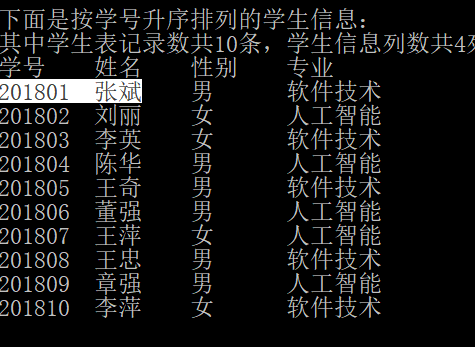 下面是按学号升序排列的学生信息：
其中学生表记录数共10条，学生信息列数共4
学号 姓名 性别 专业
201801 张斌 男 软件技术
201802 刘丽 女 人工智能
201803 李英 女 软件技术
201804 陈华 男 人工智能
201805 王奇 男 软件技术
201806 董强 男 人工智能
201807 王萍 女 人工智能
201808 王忠 男 软件技术
201809 章强 男 人工智能
201810 李萍 女 软件技术